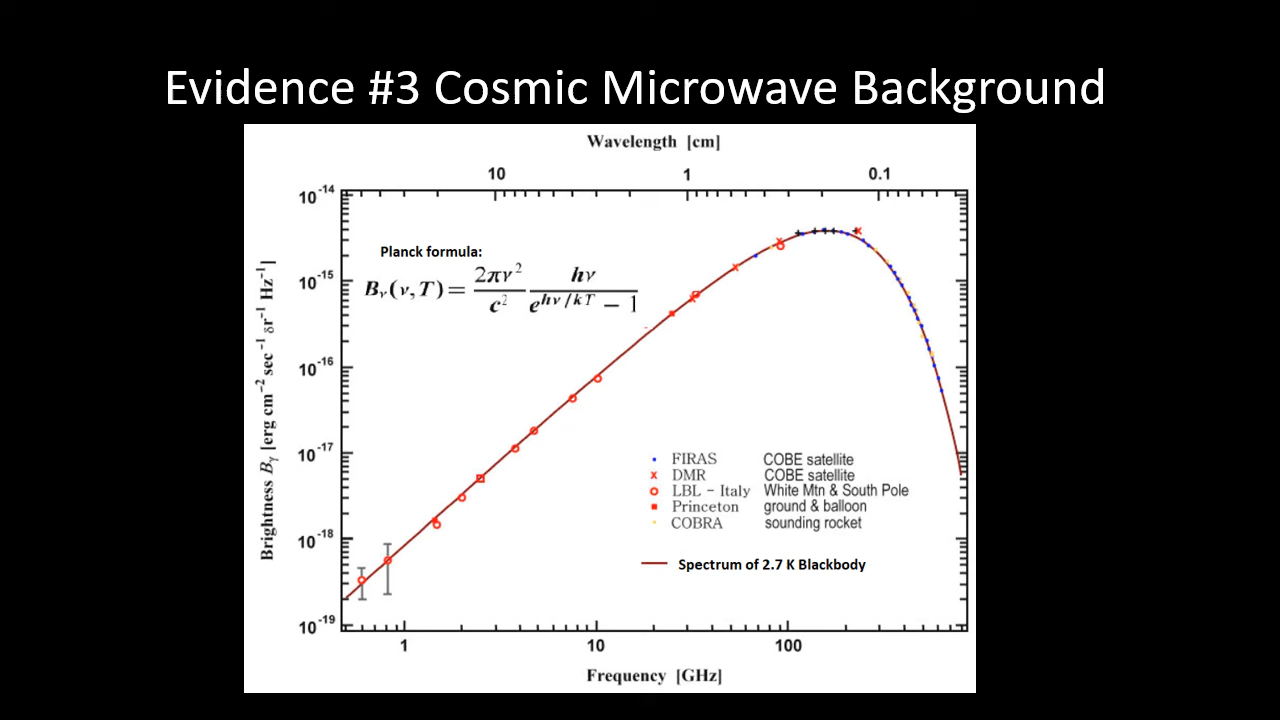 Evidence #3 Cosmic Microwave Background
Wavelength [cm]
10 1 0.1
10⁻¹⁴
Planck formula:
Bᵥ(ν,T)= 2πν²/c² hν/e^hν/kT − 1
10⁻¹⁵
10⁻¹⁶
10⁻¹⁷
10⁻¹⁸
10⁻¹⁹
Brightness Bᵧ [erg cm⁻² sec⁻¹ δr⁻¹ Hz⁻¹]
FIRAS COBE satellite
DMR COBE satellite
LBL - Italy White Mtn & South Pole
Princeton ground & balloon
COBRA sounding rocket
Spectrum of 2.7 K Blackbody
1 10 100
Frequency [GHz]